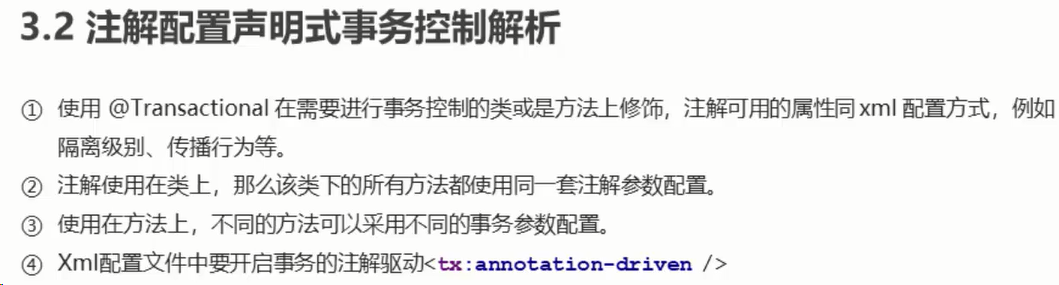 3.2 注解配置声明式事务控制解析
① 使用 @Transactional 在需要进行事务控制的类或是方法上修饰，注解可用的属性同 xml 配置方式，例如
隔离级别、传播行为等。
② 注解使用在类上，那么该类下的所有方法都使用同一套注解参数配置。
③ 使用在方法上，不同的方法可以采用不同的事务参数配置。
④ Xml配置文件中要开启事务的注解驱动<tx:annotation-driven />